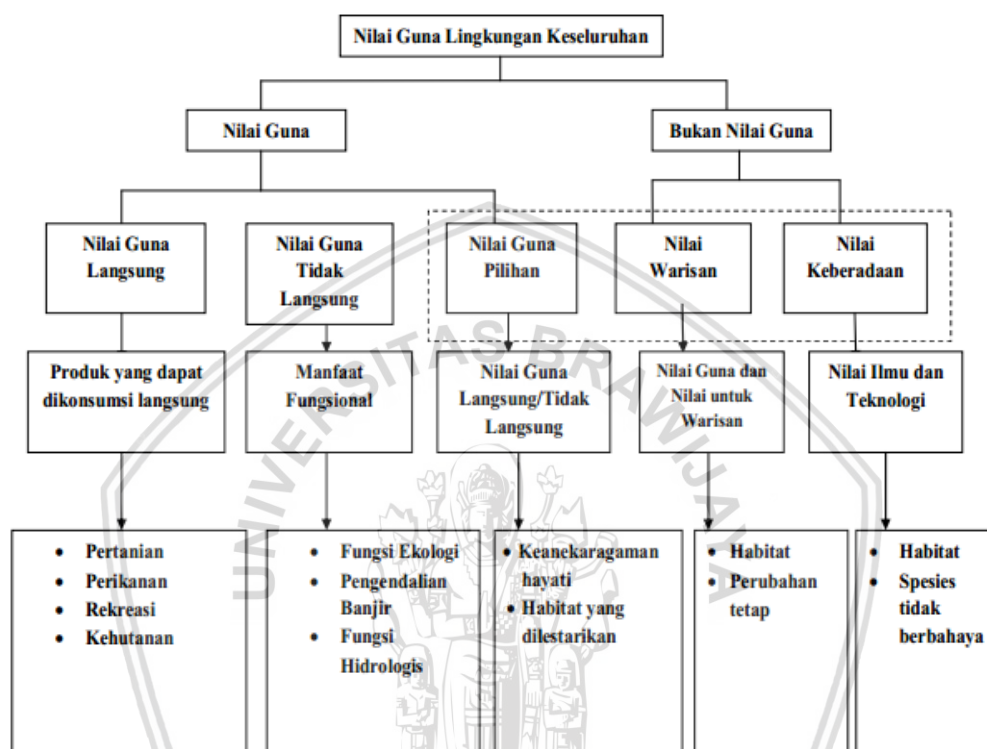 Nilai Guna Lingkungan Keseluruhan
Nilai Guna
Bukan Nilai Guna
Nilai Guna
Langsung
Nilai Guna
Tidak
Langsung
Nilai Guna
Pilihan
Nilai
Warisan
Nilai
Keberadaan
Produk yang dapat
dikonsumsi langsung
Manfaat
Fungsional
Nilai Guna
Langsung/Tidak
Langsung
Nilai Guna dan
Nilai untuk
Warisan
Nilai Ilmu dan
Teknologi
• Pertanian
• Perikanan
• Rekreasi
• Kehutanan
• Fungsi Ekologi
• Pengendalian
Banjir
• Fungsi
Hidrologis
• Keanekaragaman
hayati
• Habitat yang
dilestarikan
• Habitat
• Perubahan
tetap
• Habitat
• Spesies
tidak
berbahaya
UNIVERSITAS BRAWIJAYA